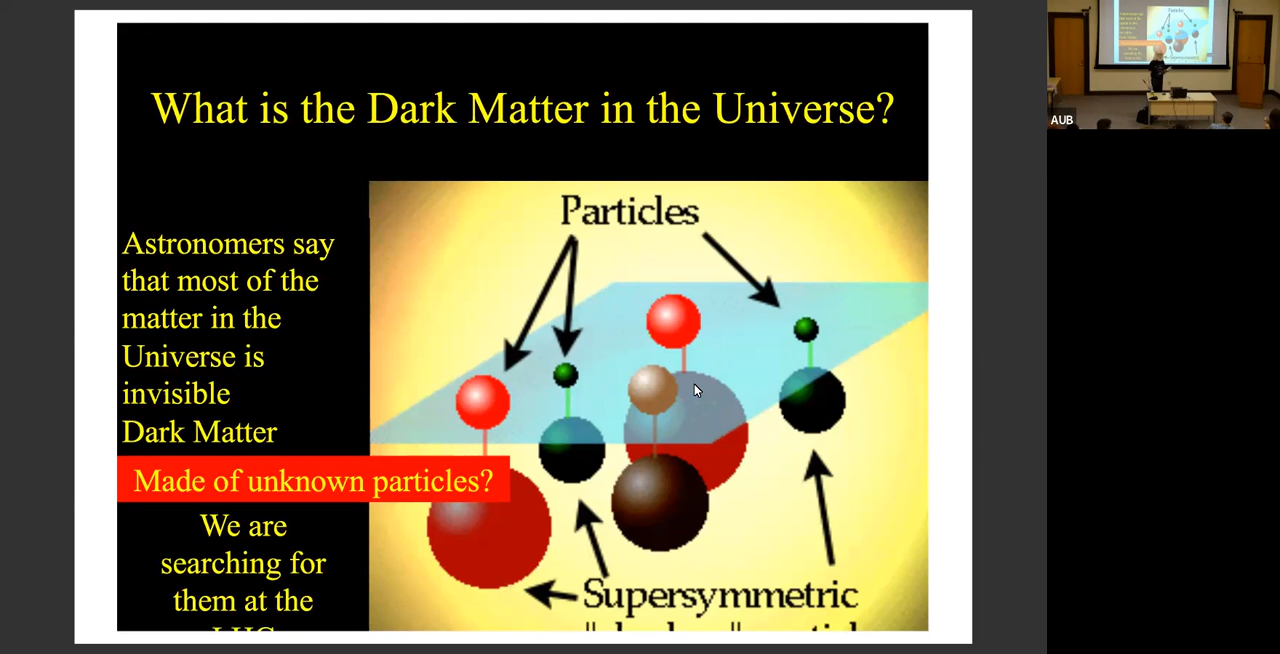 What is the Dark Matter in the Universe?
Astronomers say
that most of the
matter in the
Universe is
invisible
Dark Matter
Made of unknown particles?
We are
searching for
them at the
Particles
Supersymmetric
AUB